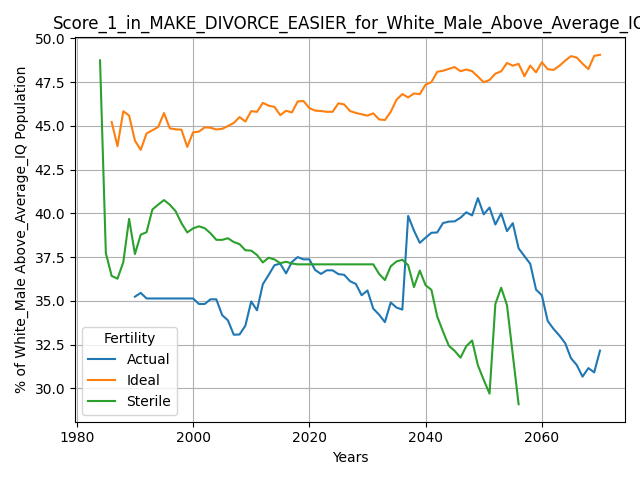 Score_1_in_MAKE_DIVORCE_EASIER_for_White_Male_Above_Average_IQ
50.0
47.5
45.0
42.5
40.0
37.5
35.0
32.5
30.0
% of White_Male Above_Average_IQ Population
Fertility
Actual
Ideal
Sterile
1980 2000 2020 2040 2060
Years